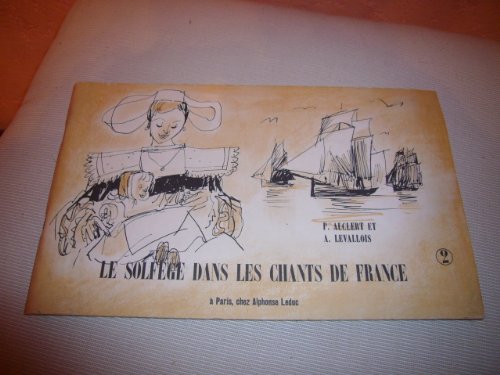 P. AUCLERT ET
A. LEVALLOIS
LE SOLFÈGE DANS LES CHANTS DE FRANCE
2
à Paris, chez Alphonse Leduc